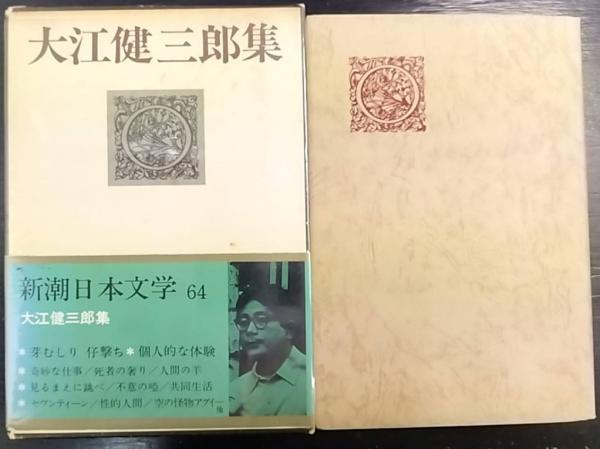 大江健三郎集
新潮日本文学 64
大江健三郎集
＊芽むしり 仔撃ち＊個人的な体験
＊奇妙な仕事／死者の奢り／人間の羊
＊見るまえに跳べ／不意の啞／共同生活
＊セヴンティーン／性的人間／空の怪物アグイー
他